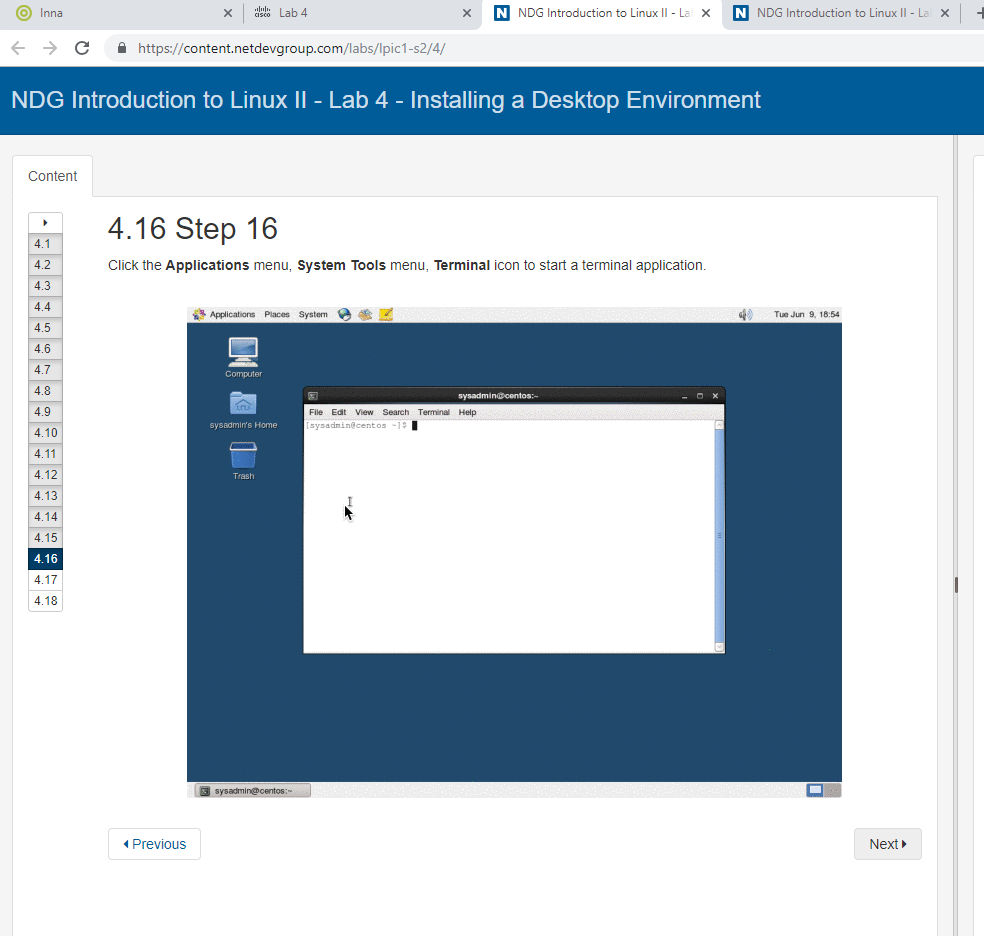 Inna
Lab 4
NDG Introduction to Linux II - La
NDG Introduction to Linux II - La
https://content.netdevgroup.com/labs/lpic1-s2/4/
NDG Introduction to Linux II - Lab 4 - Installing a Desktop Environment
Content
4.1
4.2
4.3
4.4
4.5
4.6
4.7
4.8
4.9
4.10
4.11
4.12
4.13
4.14
4.15
4.16
4.17
4.18
4.16 Step 16
Click the Applications menu, System Tools menu, Terminal icon to start a terminal application.
Applications Places System Tue Jun 9, 18:54
Computer
sysadmin's Home
Trash
sysadmin@centos:~
File Edit View Search Terminal Help
[sysadmin@centos ~]$
sysadmin@centos:~
Previous
Next